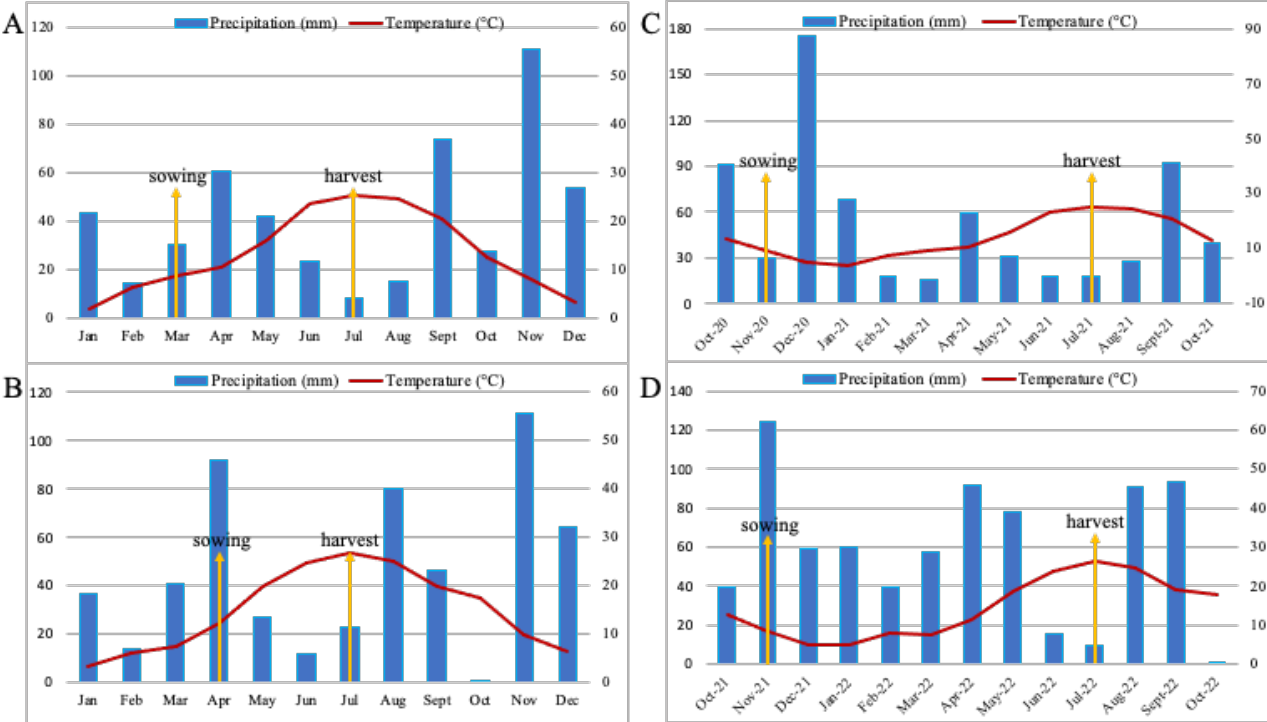 A
Precipitation (mm) Temperature (°C)
120 60
100 50
80 40
60 30
40 20
20 10
0 0
sowing harvest
Jan Feb Mar Apr May Jun Jul Aug Sept Oct Nov Dec
B
Precipitation (mm) Temperature (°C)
120 60
100 50
80 40
60 30
40 20
20 10
0 0
sowing harvest
Jan Feb Mar Apr May Jun Jul Aug Sept Oct Nov Dec
C
Precipitation (mm) Temperature (°C)
180 90
150 70
120 50
90 30
60 10
30 -10
0
sowing harvest
Oct-20 Nov-20 Dec-20 Jan-21 Feb-21 Mar-21 Apr-21 May-21 Jun-21 Jul-21 Aug-21 Sept-21 Oct-21
D
Precipitation (mm) Temperature (°C)
140 70
120 60
100 50
80 40
60 30
40 20
20 10
0 0
sowing harvest
Oct-21 Nov-21 Dec-21 Jan-22 Feb-22 Mar-22 Apr-22 May-22 Jun-22 Jul-22 Aug-22 Sept-22 Oct-22